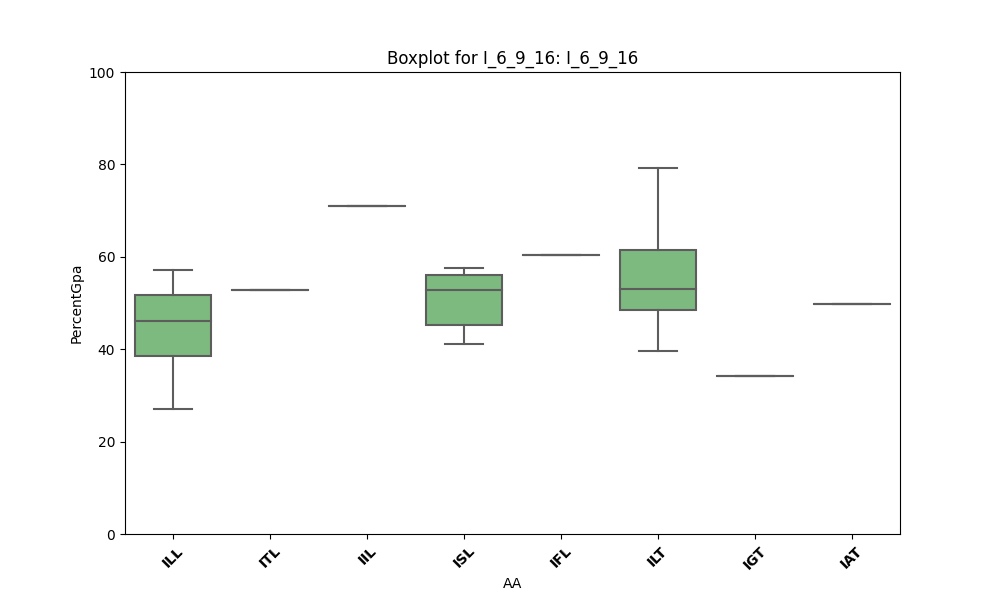 Boxplot for I_6_9_16: I_6_9_16
100
80
60
40
20
0
PercentGpa
ILL
ITL
IIL
ISL
IFL
ILT
IGT
IAT
AA